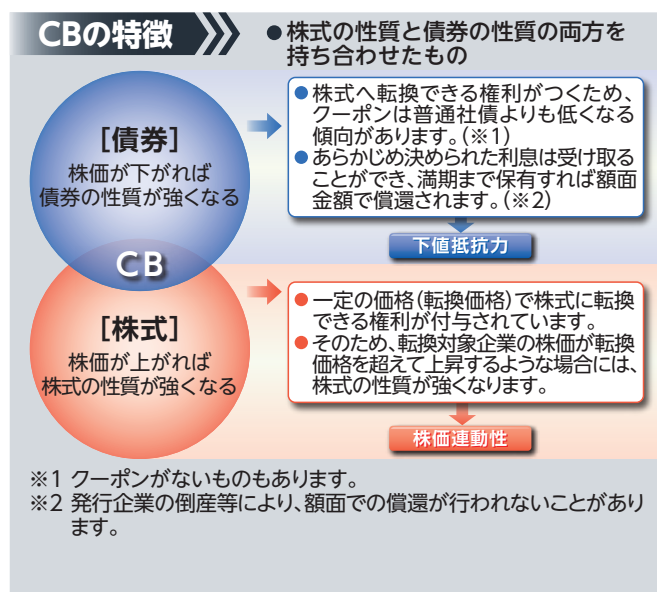 CBの特徴
●株式の性質と債券の性質の両方を
持ち合わせたもの
[債券]
株価が下がれば
債券の性質が強くなる
●株式へ転換できる権利がつくため、
クーポンは普通社債よりも低くなる
傾向があります。(※1)
●あらかじめ決められた利息は受け取る
ことができ、満期まで保有すれば額面
金額で償還されます。(※2)
下値抵抗力
CB
[株式]
株価が上がれば
株式の性質が強くなる
●一定の価格(転換価格)で株式に転換
できる権利が付与されています。
●そのため、転換対象企業の株価が転換
価格を超えて上昇するような場合には、
株式の性質が強くなります。
株価連動性
※1 クーポンがないものもあります。
※2 発行企業の倒産等により、額面での償還が行われないことがあり
ます。